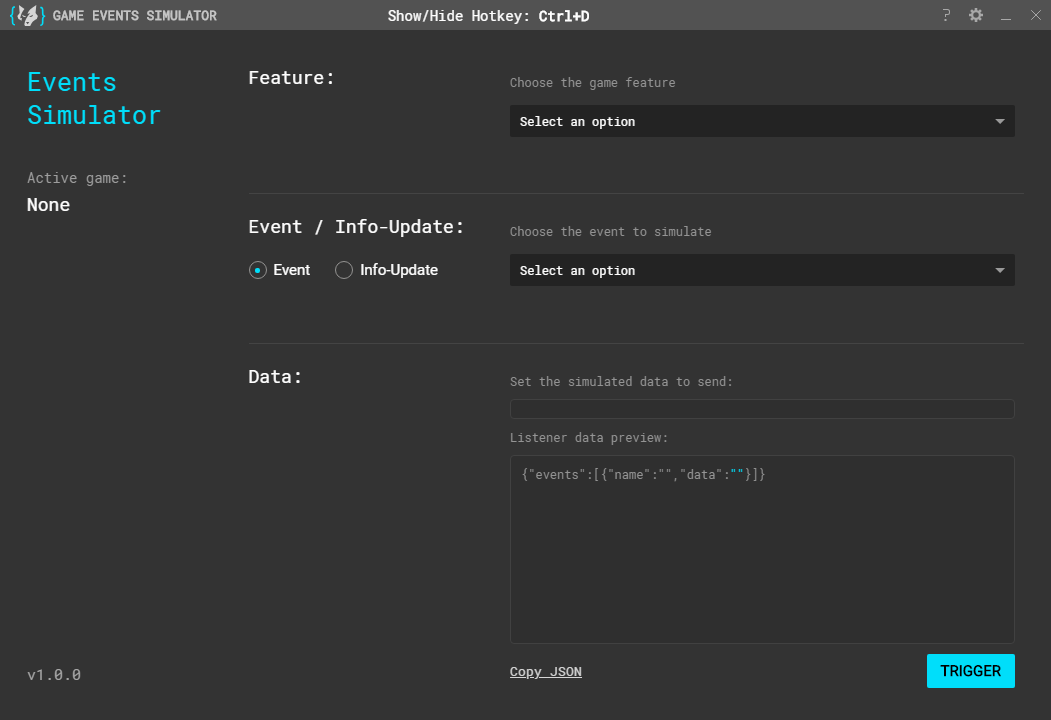 GAME EVENTS SIMULATOR
Show/Hide Hotkey: Ctrl+D
?
Events
Simulator
Active game:
None
Feature:
Choose the game feature
Select an option
Event / Info-Update:
Event
Info-Update
Choose the event to simulate
Select an option
Data:
Set the simulated data to send:
Listener data preview:
{"events":[{"name":"","data":""}]}
v1.0.0
Copy JSON
TRIGGER